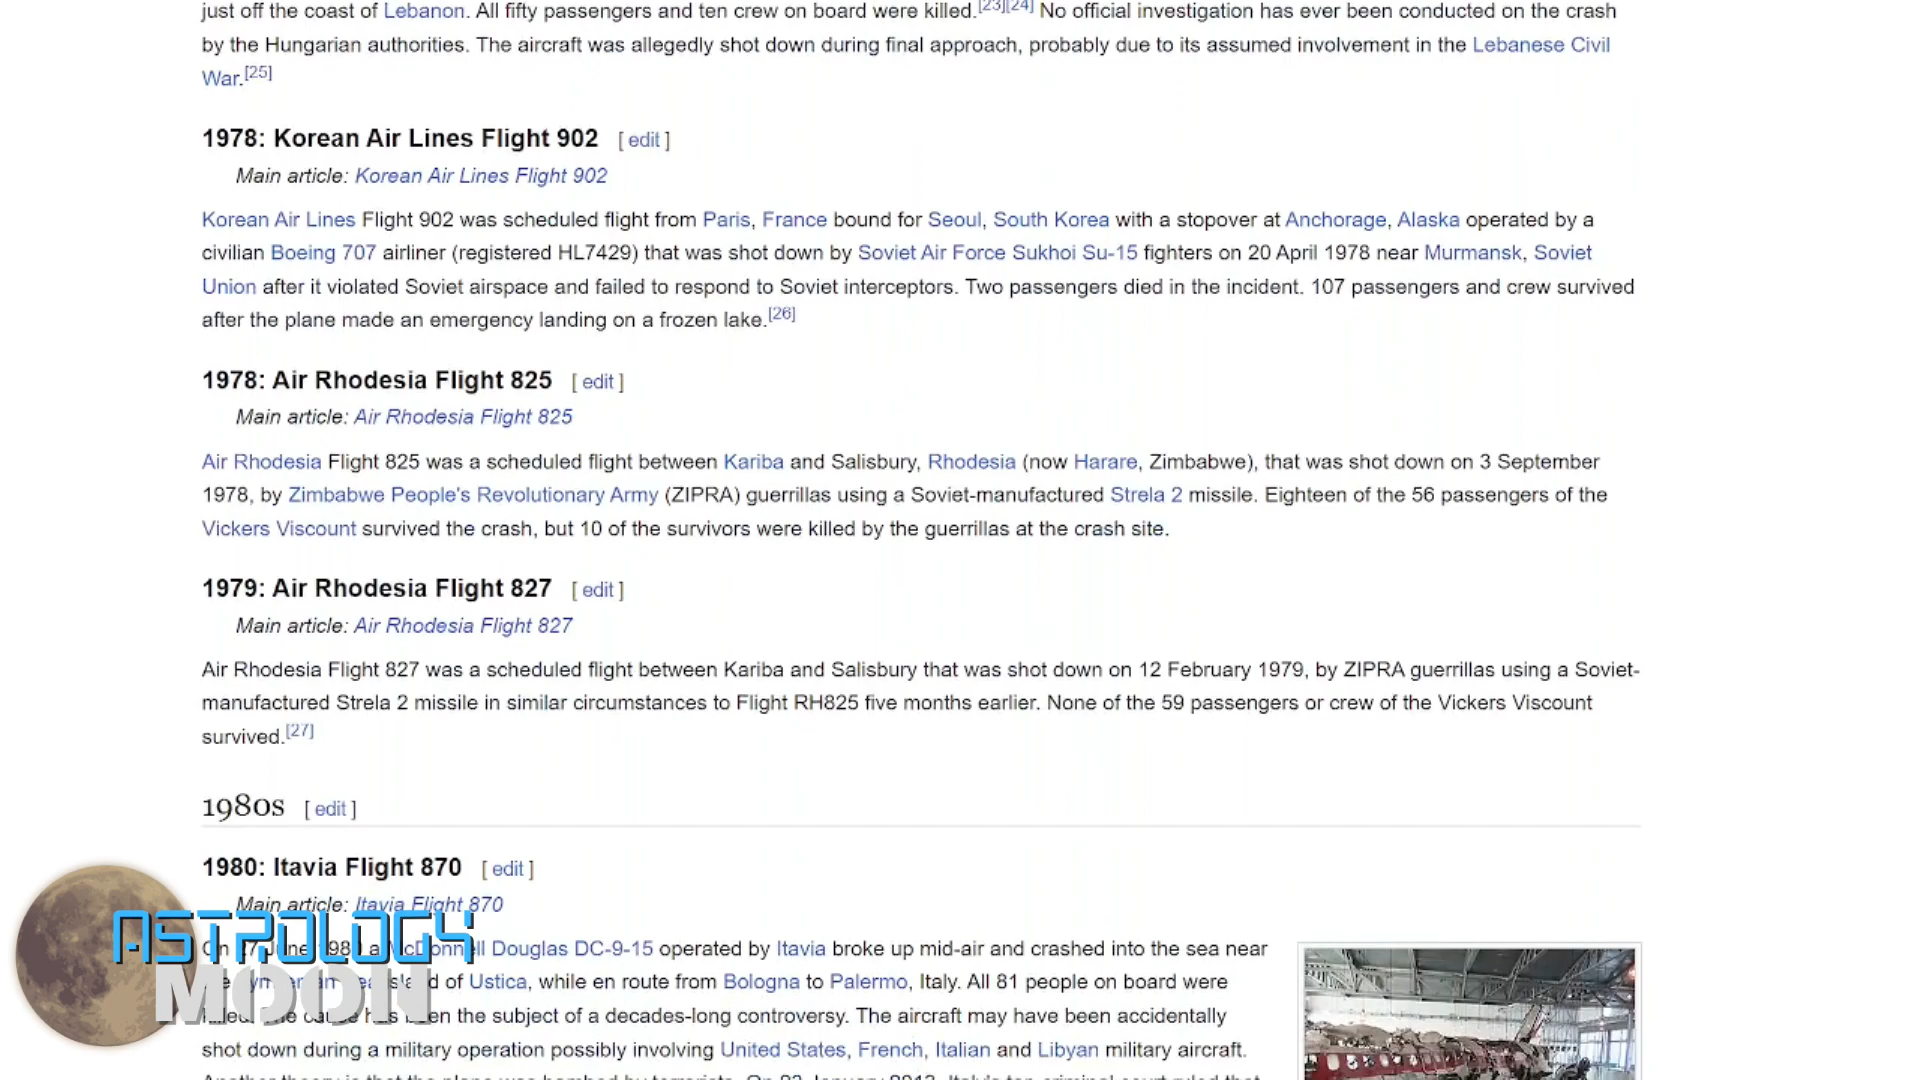 just off the coast of Lebanon. All fifty passengers and ten crew on board were killed.[23][24] No official investigation has ever been conducted on the crash
by the Hungarian authorities. The aircraft was allegedly shot down during final approach, probably due to its assumed involvement in the Lebanese Civil
War.[25]
1978: Korean Air Lines Flight 902 [ edit ]
Main article: Korean Air Lines Flight 902
Korean Air Lines Flight 902 was scheduled flight from Paris, France bound for Seoul, South Korea with a stopover at Anchorage, Alaska operated by a
civilian Boeing 707 airliner (registered HL7429) that was shot down by Soviet Air Force Sukhoi Su-15 fighters on 20 April 1978 near Murmansk, Soviet
Union after it violated Soviet airspace and failed to respond to Soviet interceptors. Two passengers died in the incident. 107 passengers and crew survived
after the plane made an emergency landing on a frozen lake.[26]
1978: Air Rhodesia Flight 825 [ edit ]
Main article: Air Rhodesia Flight 825
Air Rhodesia Flight 825 was a scheduled flight between Kariba and Salisbury, Rhodesia (now Harare, Zimbabwe), that was shot down on 3 September
1978, by Zimbabwe People's Revolutionary Army (ZIPRA) guerrillas using a Soviet-manufactured Strela 2 missile. Eighteen of the 56 passengers of the
Vickers Viscount survived the crash, but 10 of the survivors were killed by the guerrillas at the crash site.
1979: Air Rhodesia Flight 827 [ edit ]
Main article: Air Rhodesia Flight 827
Air Rhodesia Flight 827 was a scheduled flight between Kariba and Salisbury that was shot down on 12 February 1979, by ZIPRA guerrillas using a Soviet-
manufactured Strela 2 missile in similar circumstances to Flight RH825 five months earlier. None of the 59 passengers or crew of the Vickers Viscount
survived.[27]
1980s [ edit ]
1980: Itavia Flight 870 [ edit ]
Main article: Itavia Flight 870
On June a McDonnell Douglas DC-9-15 operated by Itavia broke up mid-air and crashed into the sea near
of Ustica, while en route from Bologna to Palermo, Italy. All 81 people on board were
the subject of a decades-long controversy. The aircraft may have been accidentally
shot down during a military operation possibly involving United States, French, Italian and Libyan military aircraft.
ASTROLOGY
MOON